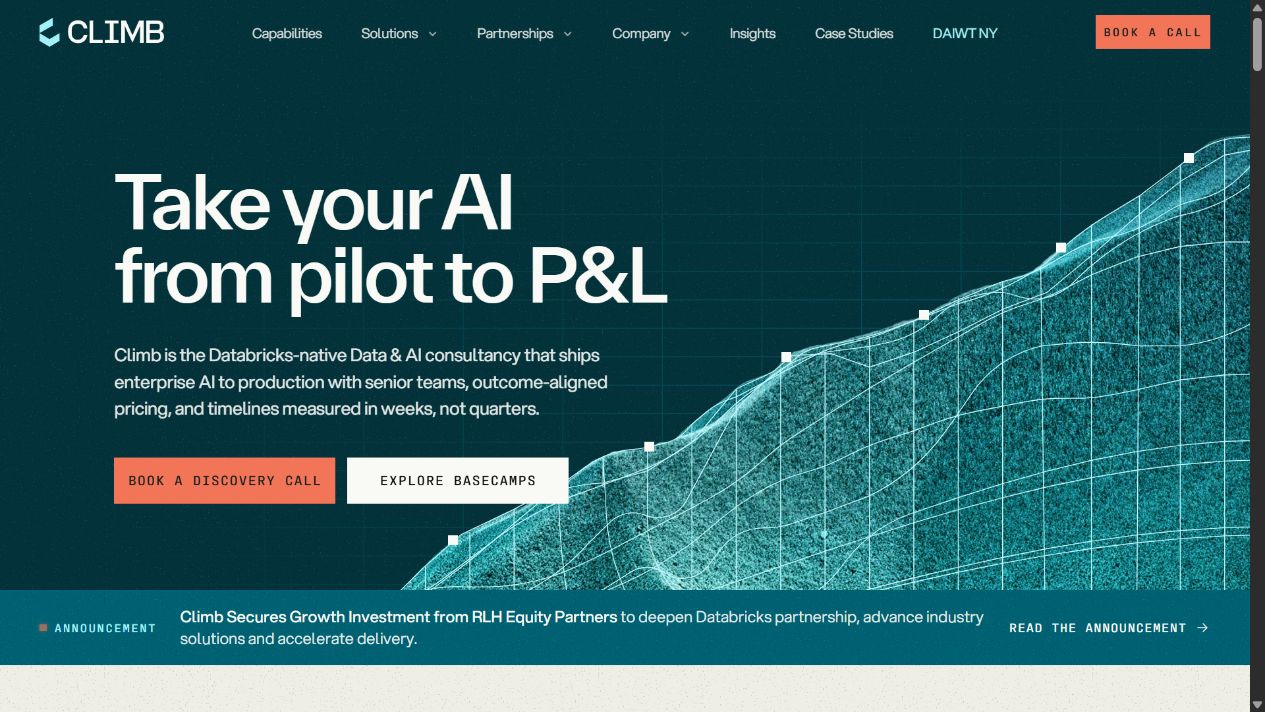 CLIMB
Capabilities
Solutions
Partnerships
Company
Insights
Case Studies
DAIWT NY
BOOK A CALL
Take your AI
from pilot to P&L
Climb is the Databricks-native Data & AI consultancy that ships
enterprise AI to production with senior teams, outcome-aligned
pricing, and timelines measured in weeks, not quarters.
BOOK A DISCOVERY CALL
EXPLORE BASECAMPS
ANNOUNCEMENT
Climb Secures Growth Investment from RLH Equity Partners to deepen Databricks partnership, advance industry
solutions and accelerate delivery.
READ THE ANNOUNCEMENT →